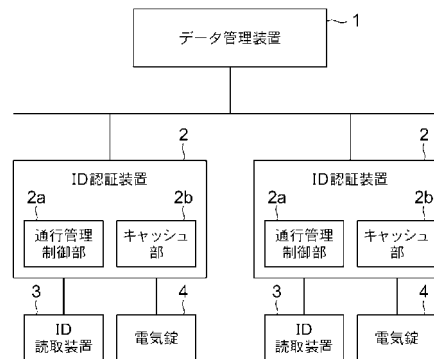 1
データ管理装置
2
2
ID認証装置
ID認証装置
2a
2b
2a
2b
通行管理
制御部
キャッシュ
部
通行管理
制御部
キャッシュ
部
3
4
3
4
ID
読取装置
電気錠
ID
読取装置
電気錠